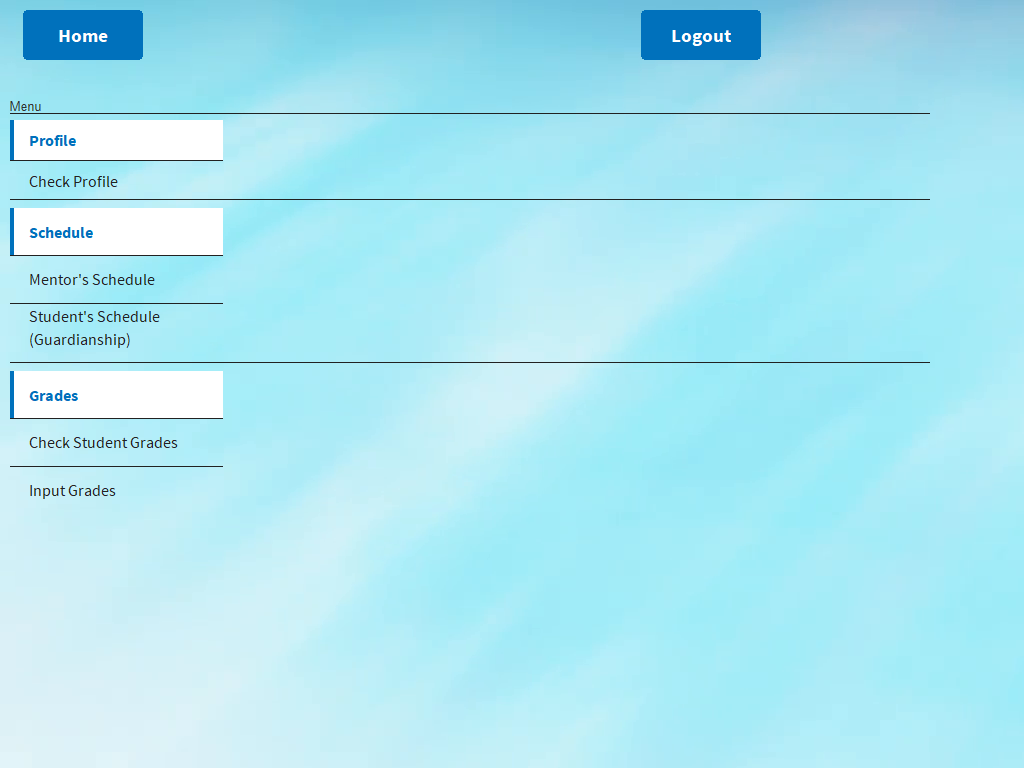 Home
Logout
Menu
Profile
Check Profile
Schedule
Mentor's Schedule
Student's Schedule
(Guardianship)
Grades
Check Student Grades
Input Grades